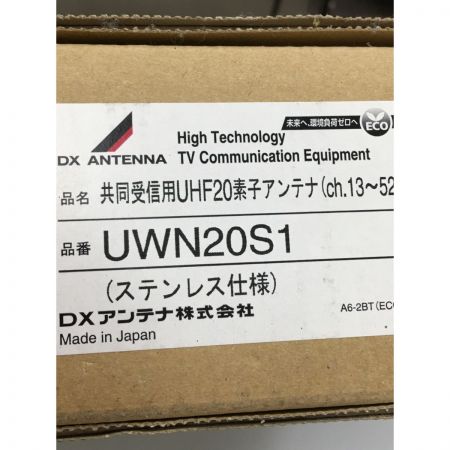 未来へ、環境負荷ゼロへ ECO
DX ANTENNA
High Technology
TV Communication Equipment
品名 共同受信用UHF20素子アンテナ(ch.13〜52
品番 UWN20S1
(ステンレス仕様)
DXアンテナ株式会社
Made in Japan
A6-2BT(ECO